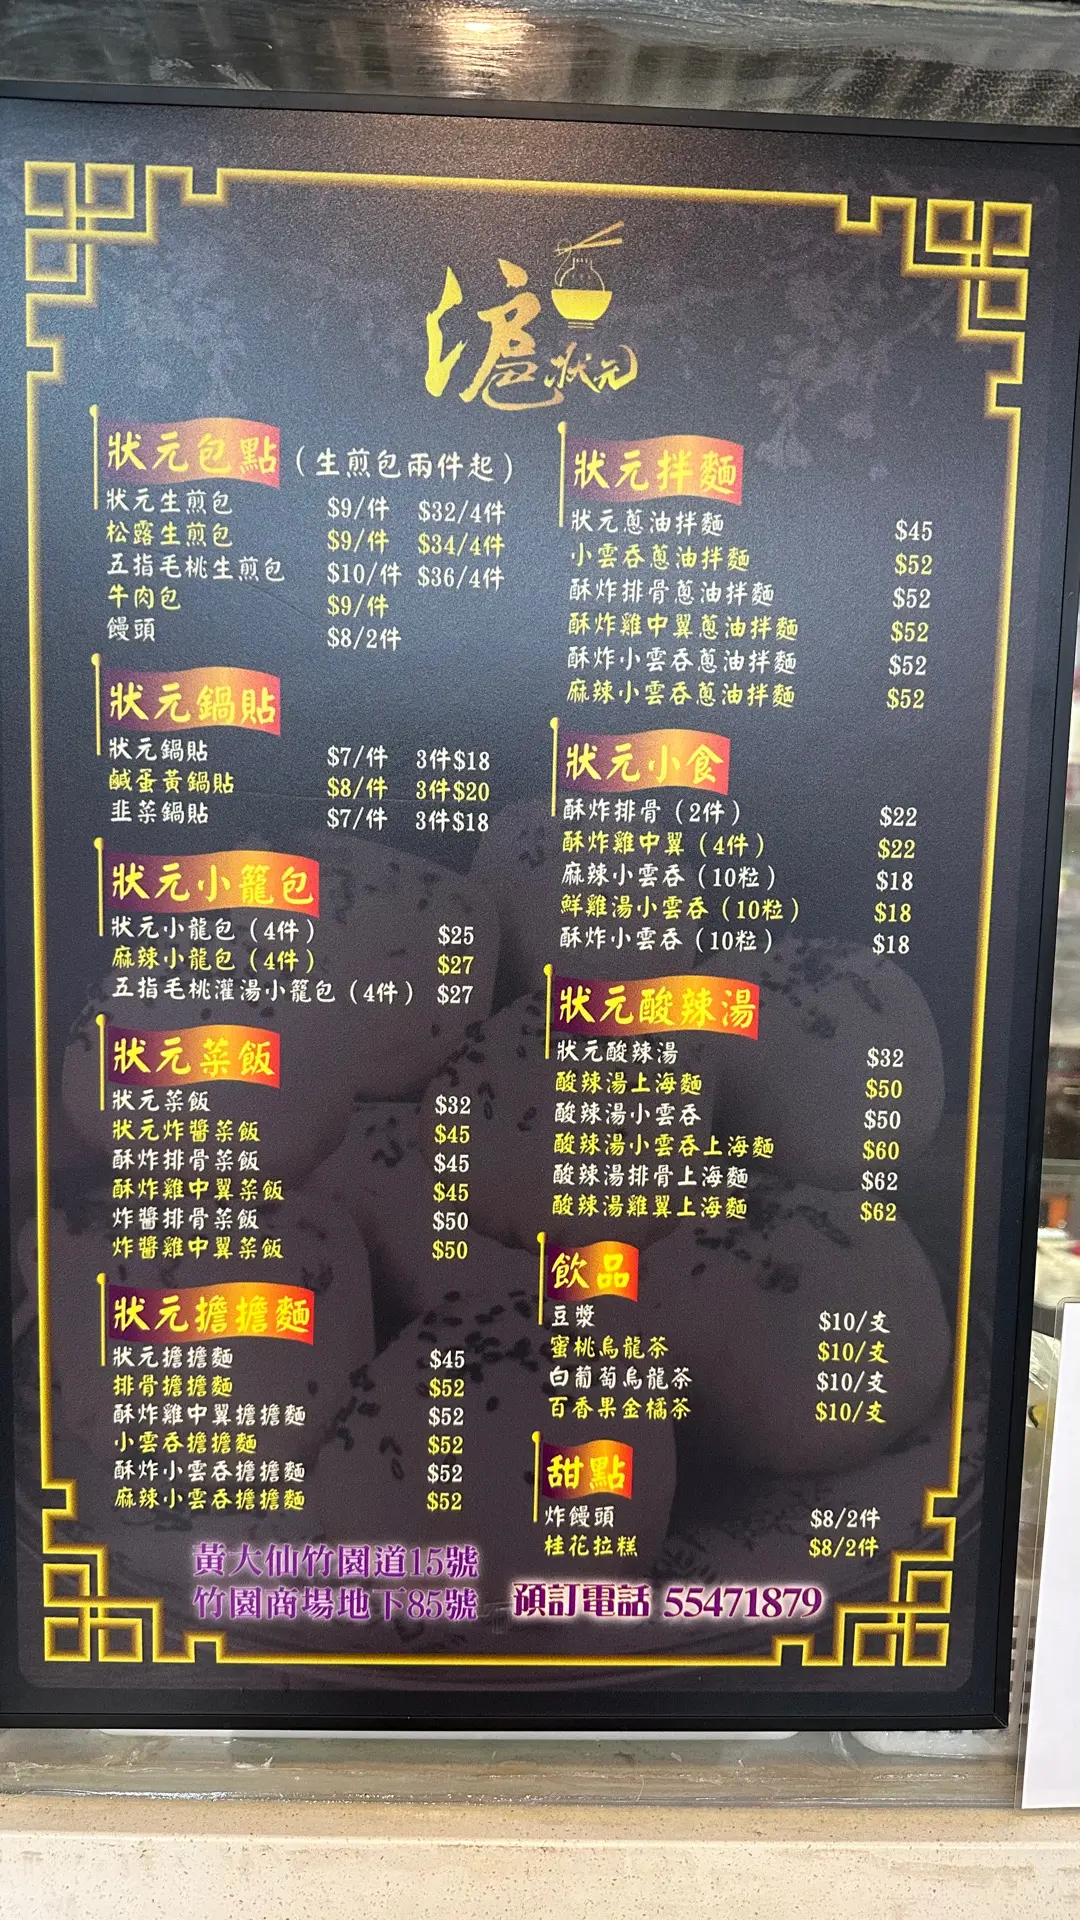 滬狀元
狀元包點（生煎包兩件起）
狀元生煎包 $9/件 $32/4件
松露生煎包 $9/件 $34/4件
五指毛桃生煎包 $10/件 $36/4件
牛肉包 $9/件
饅頭 $8/2件
狀元鍋貼
狀元鍋貼 $7/件 3件$18
鹹蛋黃鍋貼 $8/件 3件$20
韭菜鍋貼 $7/件 3件$18
狀元小籠包
狀元小龍包（4件） $25
麻辣小龍包（4件） $27
五指毛桃灌湯小籠包（4件） $27
狀元菜飯
狀元菜飯 $32
狀元炸醬菜飯 $45
酥炸排骨菜飯 $45
酥炸雞中翼菜飯 $45
炸醬排骨菜飯 $50
炸醬雞中翼菜飯 $50
狀元擔擔麵
狀元擔擔麵 $45
排骨擔擔麵 $52
酥炸雞中翼擔擔麵 $52
小雲吞擔擔麵 $52
酥炸小雲吞擔擔麵 $52
麻辣小雲吞擔擔麵 $52
狀元拌麵
狀元蔥油拌麵 $45
小雲吞蔥油拌麵 $52
酥炸排骨蔥油拌麵 $52
酥炸雞中翼蔥油拌麵 $52
酥炸小雲吞蔥油拌麵 $52
麻辣小雲吞蔥油拌麵 $52
狀元小食
酥炸排骨（2件） $22
酥炸雞中翼（4件） $22
麻辣小雲吞（10粒） $18
鮮雞湯小雲吞（10粒） $18
酥炸小雲吞（10粒） $18
狀元酸辣湯
狀元酸辣湯 $32
酸辣湯上海麵 $50
酸辣湯小雲吞 $50
酸辣湯小雲吞上海麵 $60
酸辣湯排骨上海麵 $62
酸辣湯雞翼上海麵 $62
飲品
豆漿 $10/支
蜜桃烏龍茶 $10/支
白葡萄烏龍茶 $10/支
百香果金橘茶 $10/支
甜點
炸饅頭 $8/2件
桂花拉糕 $8/2件
黃大仙竹園道15號
竹園商場地下85號
預訂電話 55471879